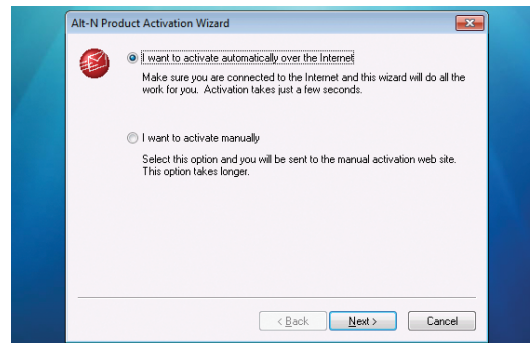 Alt-N Product Activation Wizard
I want to activate automatically over the Internet
Make sure you are connected to the Internet and this wizard will do all the
work for you. Activation takes just a few seconds.
I want to activate manually
Select this option and you will be sent to the manual activation web site.
This option takes longer.
< Back Next > Cancel